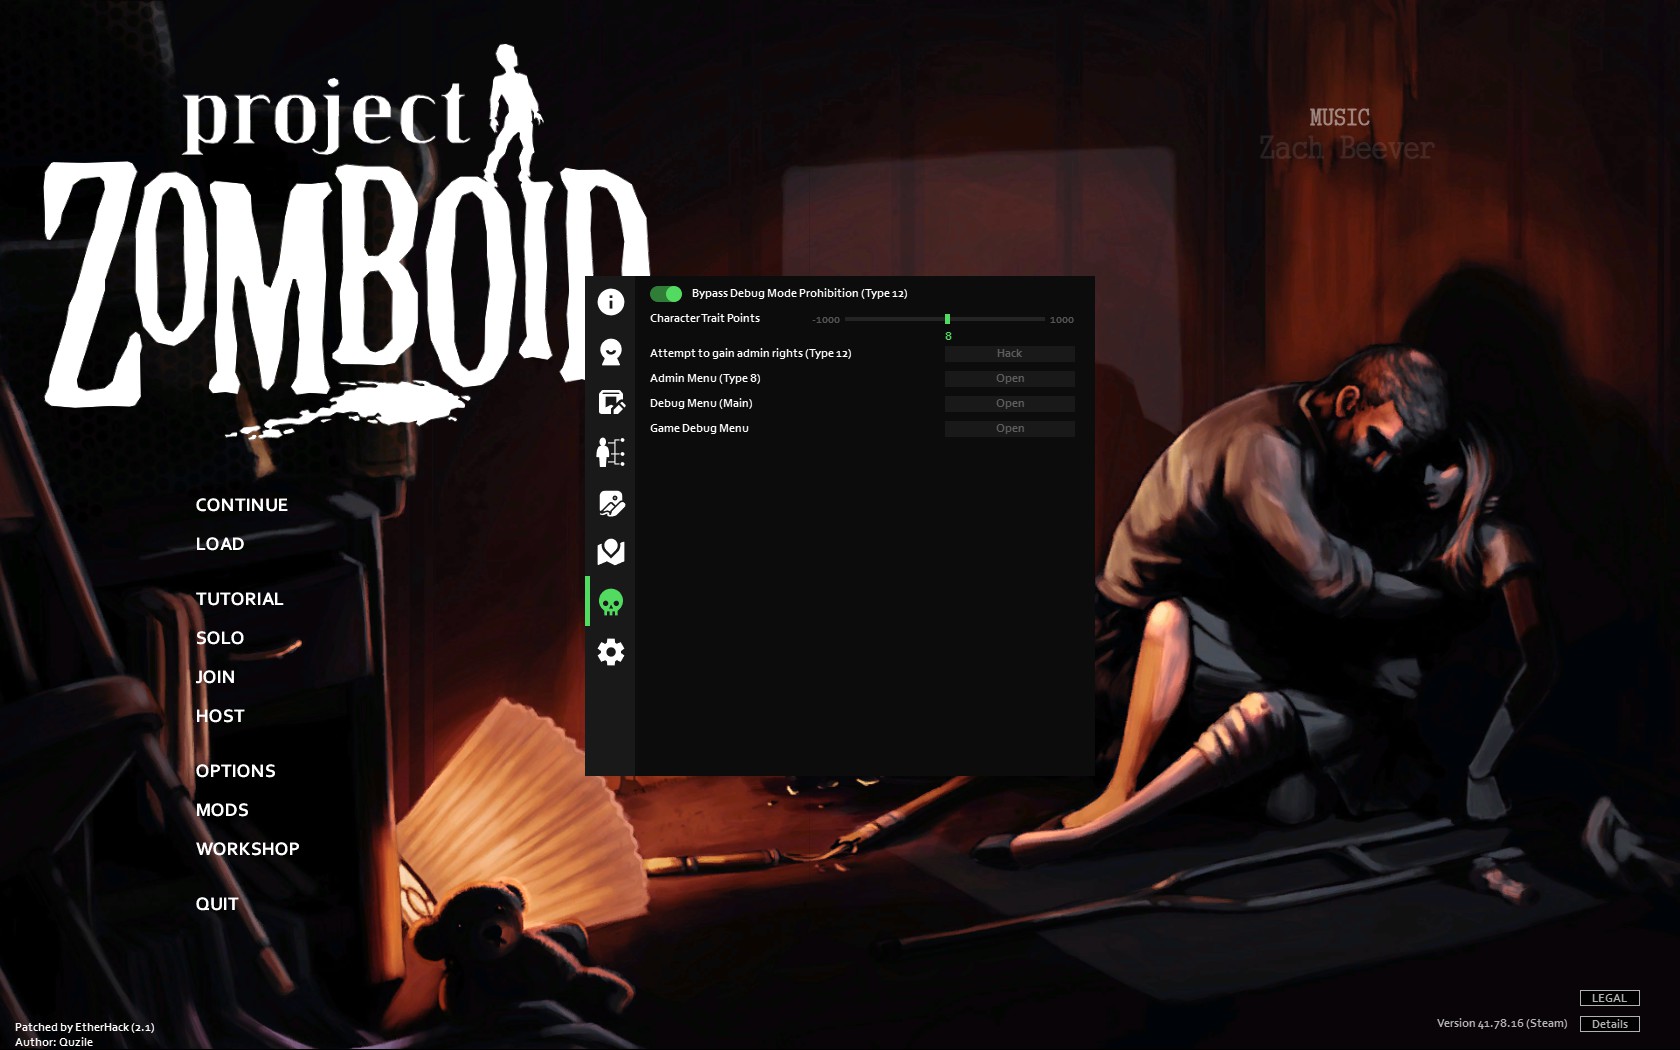 project
ZOMBOID
MUSIC
Zach Beever
Bypass Debug Mode Prohibition (Type 12)
Character Trait Points
-1000
1000
8
Attempt to gain admin rights (Type 12)
Hack
Admin Menu (Type 8)
Open
Debug Menu (Main)
Open
Game Debug Menu
Open
CONTINUE
LOAD
TUTORIAL
SOLO
JOIN
HOST
OPTIONS
MODS
WORKSHOP
QUIT
Patched by EtherHack (2.1)
Author: Quzile
LEGAL
Version 41.78.16 (Steam)
Details